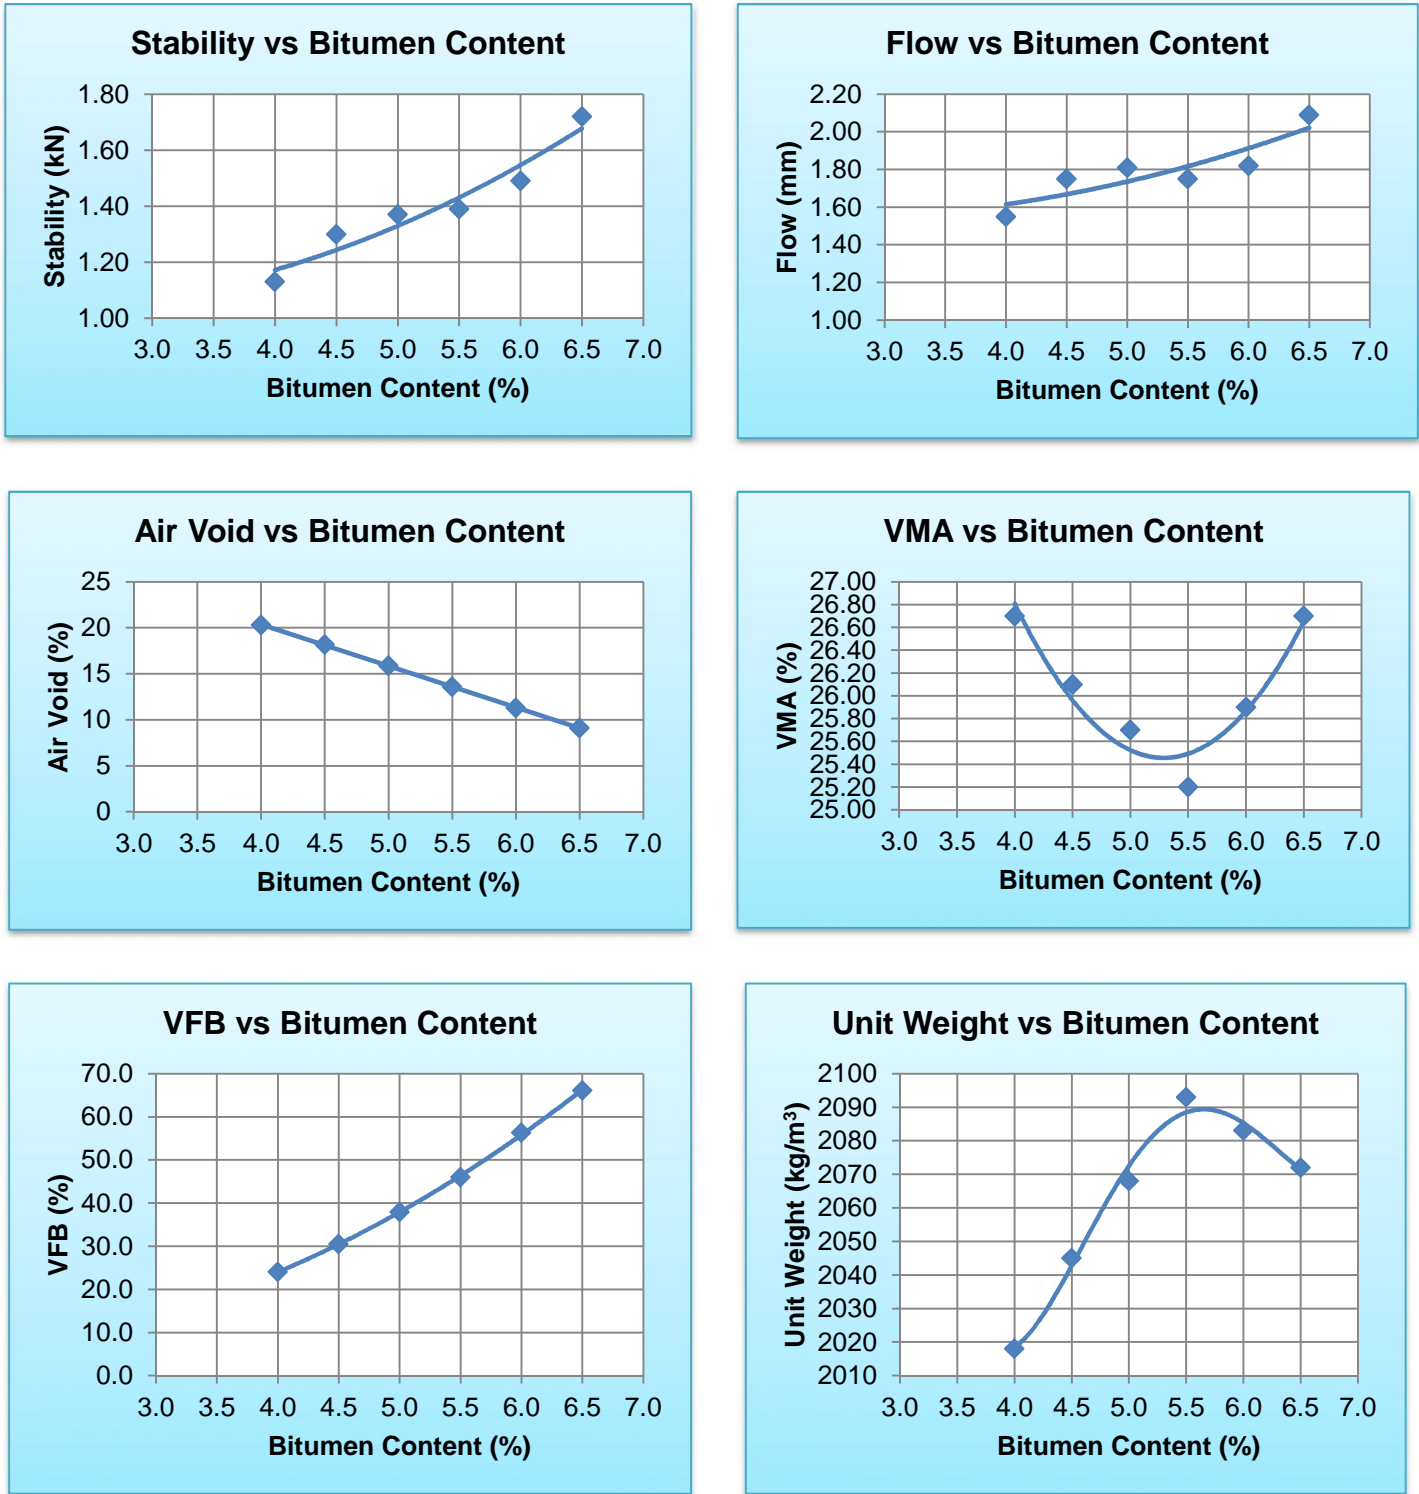 Stability vs Bitumen Content
Stability (kN)
1.80
1.60
1.40
1.20
1.00
3.0 3.5 4.0 4.5 5.0 5.5 6.0 6.5 7.0
Bitumen Content (%)
Flow vs Bitumen Content
Flow (mm)
2.20
2.00
1.80
1.60
1.40
1.20
1.00
3.0 3.5 4.0 4.5 5.0 5.5 6.0 6.5 7.0
Bitumen Content (%)
Air Void vs Bitumen Content
Air Void (%)
25
20
15
10
5
0
3.0 3.5 4.0 4.5 5.0 5.5 6.0 6.5 7.0
Bitumen Content (%)
VMA vs Bitumen Content
VMA (%)
27.00
26.80
26.60
26.40
26.20
26.00
25.80
25.60
25.40
25.20
25.00
3.0 3.5 4.0 4.5 5.0 5.5 6.0 6.5 7.0
Bitumen Content (%)
VFB vs Bitumen Content
VFB (%)
70.0
60.0
50.0
40.0
30.0
20.0
10.0
0.0
3.0 3.5 4.0 4.5 5.0 5.5 6.0 6.5 7.0
Bitumen Content (%)
Unit Weight vs Bitumen Content
Unit Weight (kg/m³)
2100
2090
2080
2070
2060
2050
2040
2030
2020
2010
3.0 3.5 4.0 4.5 5.0 5.5 6.0 6.5 7.0
Bitumen Content (%)